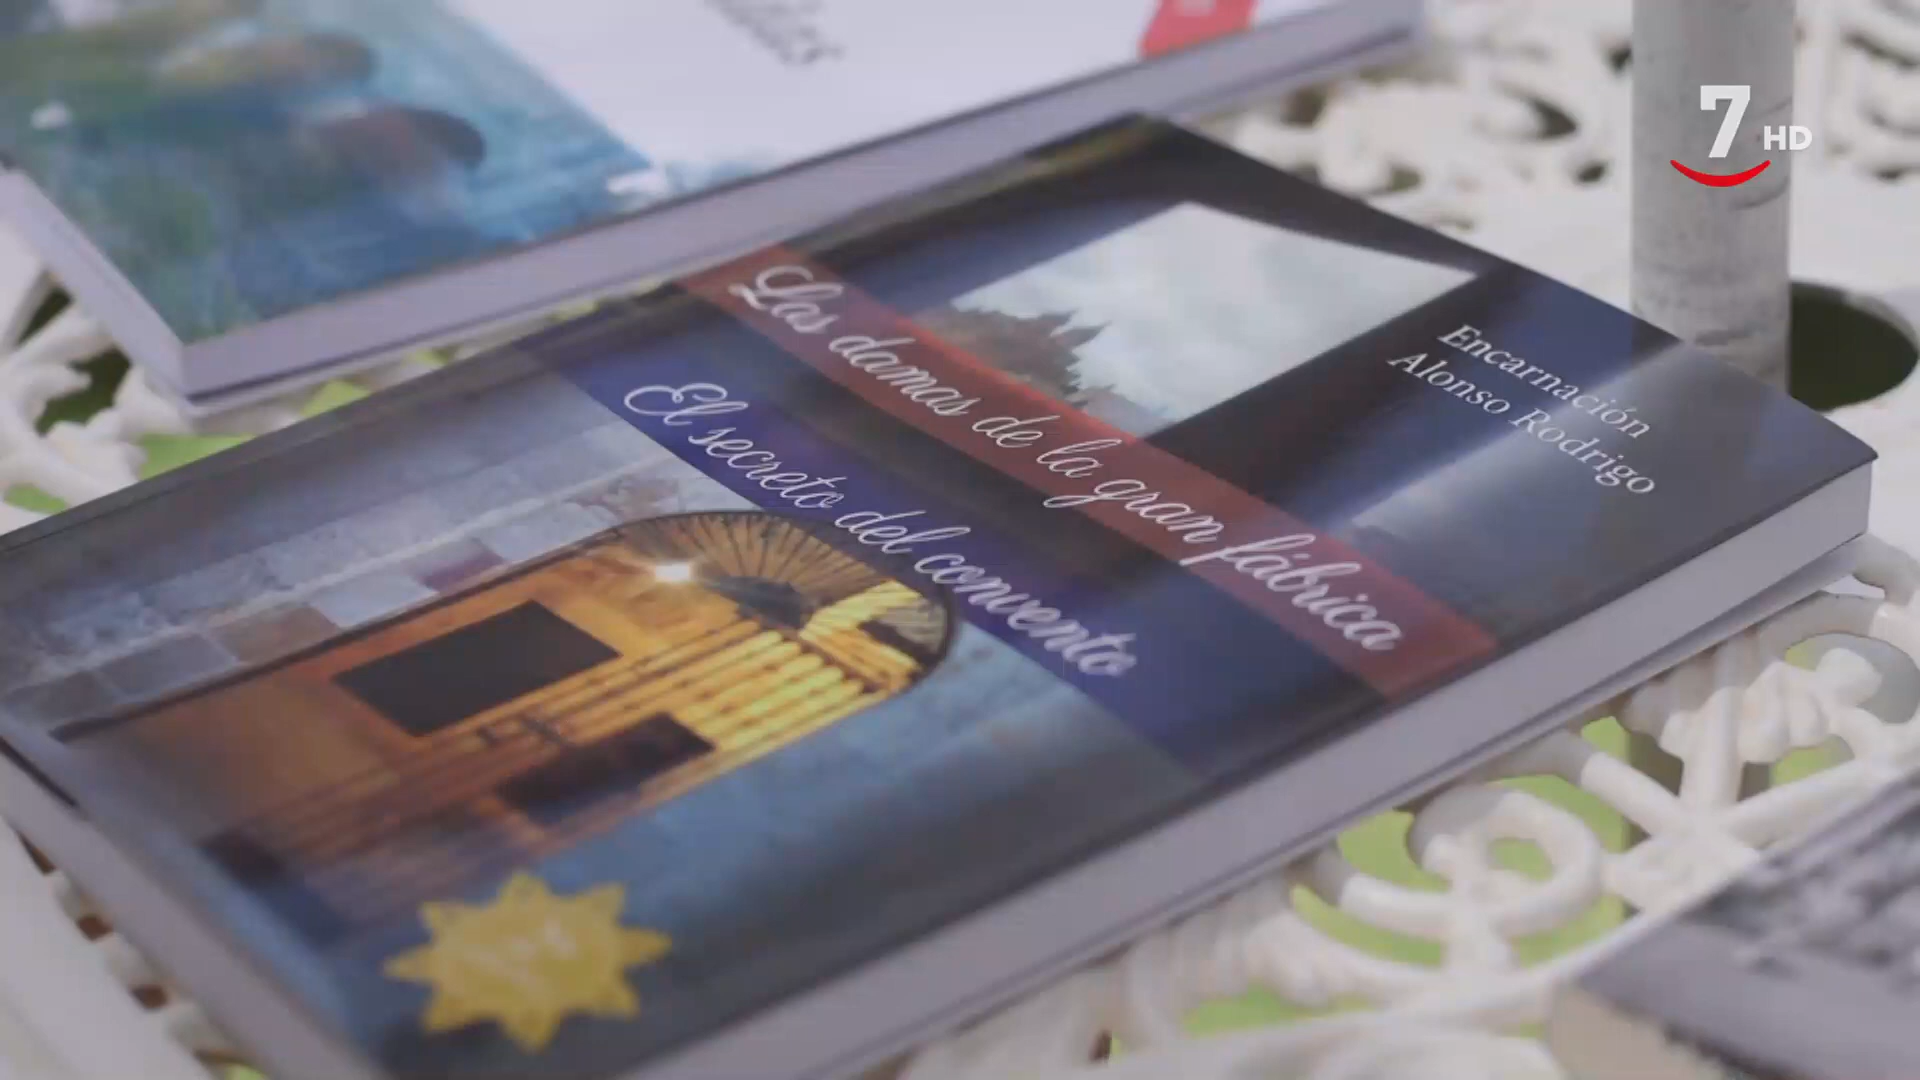 7 HD
Encarnación
Alonso Rodrigo
Las damas de la gran fábrica
El secreto del convento